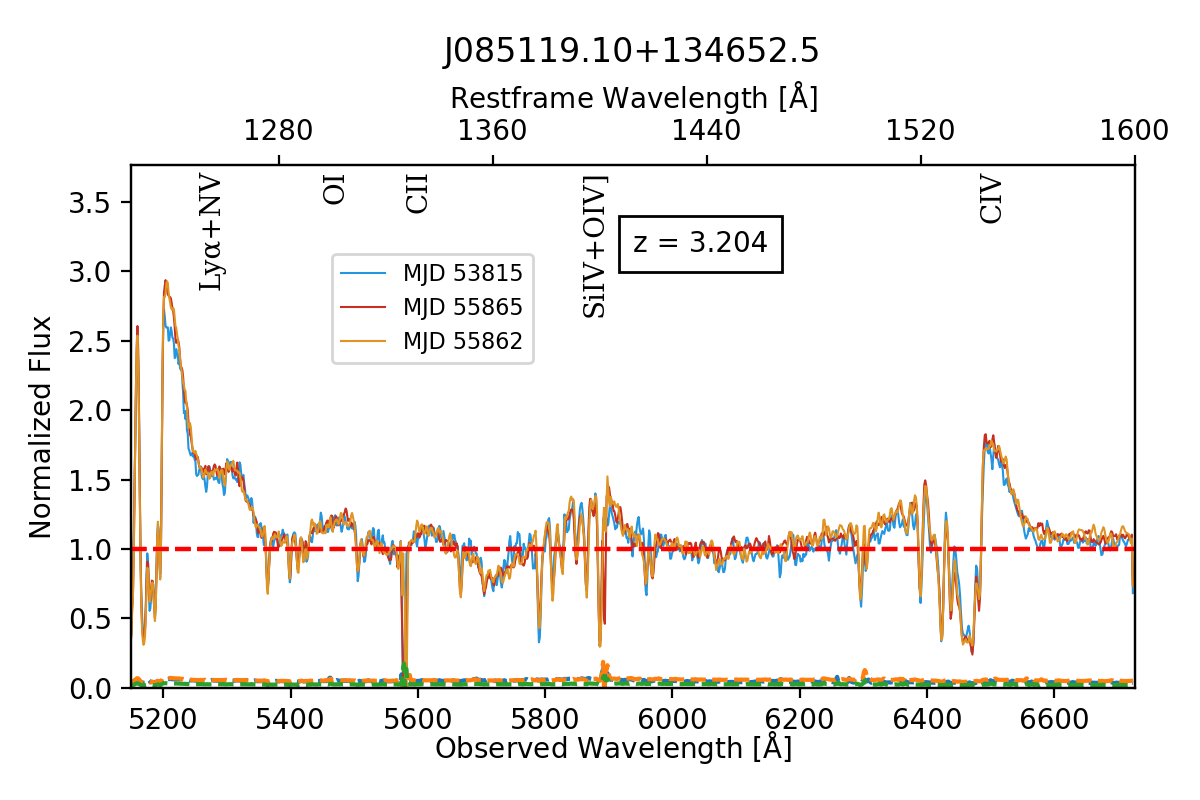 J085119.10+134652.5
Restframe Wavelength [Å]
1280 1360 1440 1520 1600
Lyα+NV
OI
CII
SiIV+OIV]
CIV
z = 3.204
MJD 53815
MJD 55865
MJD 55862
Normalized Flux
3.5
3.0
2.5
2.0
1.5
1.0
0.5
0.0
5200 5400 5600 5800 6000 6200 6400 6600
Observed Wavelength [Å]